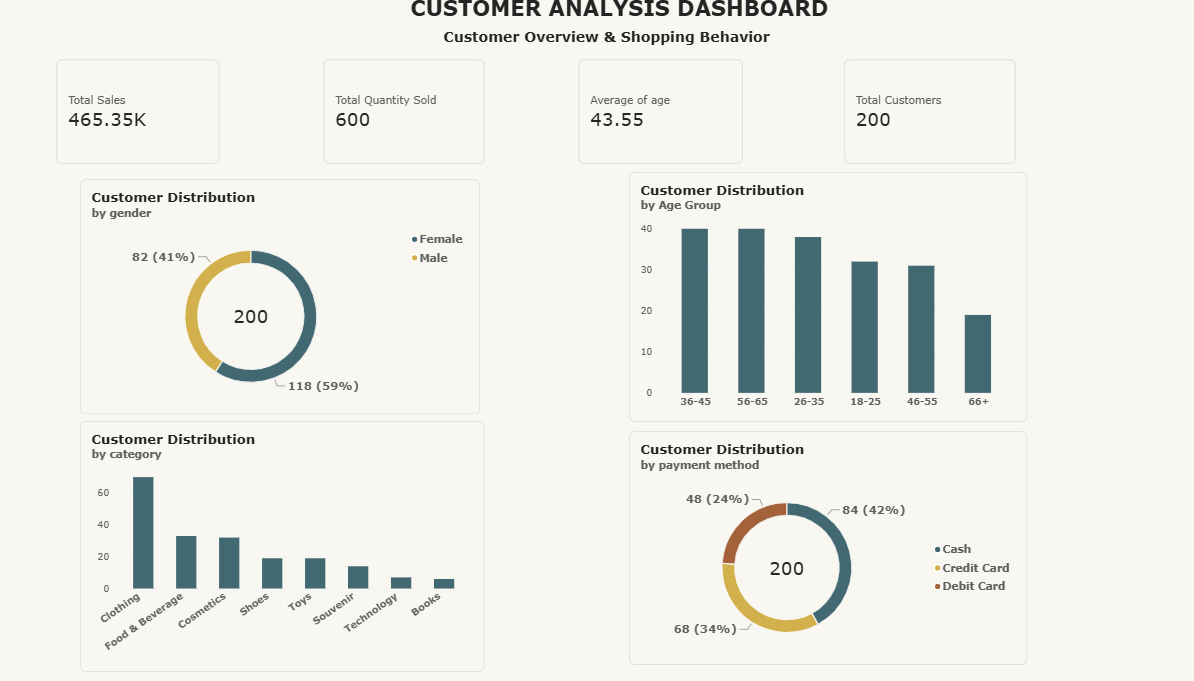 CUSTOMER ANALYSIS DASHBOARD
Customer Overview & Shopping Behavior
Total Sales
465.35K
Total Quantity Sold
600
Average of age
43.55
Total Customers
200
Customer Distribution
by gender
82 (41%)
200
118 (59%)
Female
Male
Customer Distribution
by Age Group
40
30
20
10
0
36-45
56-65
26-35
18-25
46-55
66+
Customer Distribution
by category
60
40
20
0
Clothing
Food & Beverage
Cosmetics
Shoes
Toys
Souvenir
Technology
Books
Customer Distribution
by payment method
48 (24%)
84 (42%)
200
68 (34%)
Cash
Credit Card
Debit Card